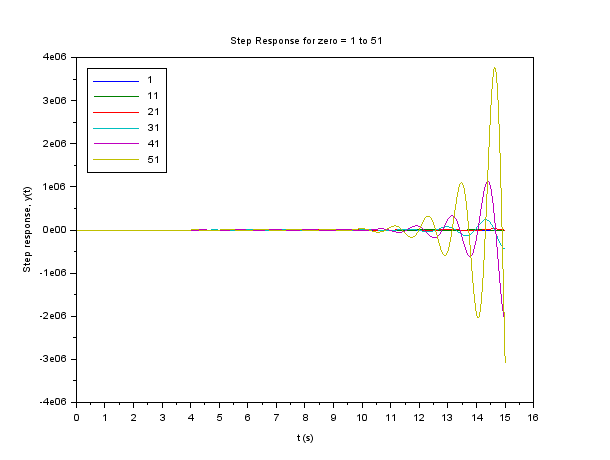 Step Response for zero = 1 to 51
4e06
3e06
2e06
1e06
0e00
-1e06
-2e06
-3e06
-4e06
Step response, y(t)
1
11
21
31
41
51
0 1 2 3 4 5 6 7 8 9 10 11 12 13 14 15 16
t (s)